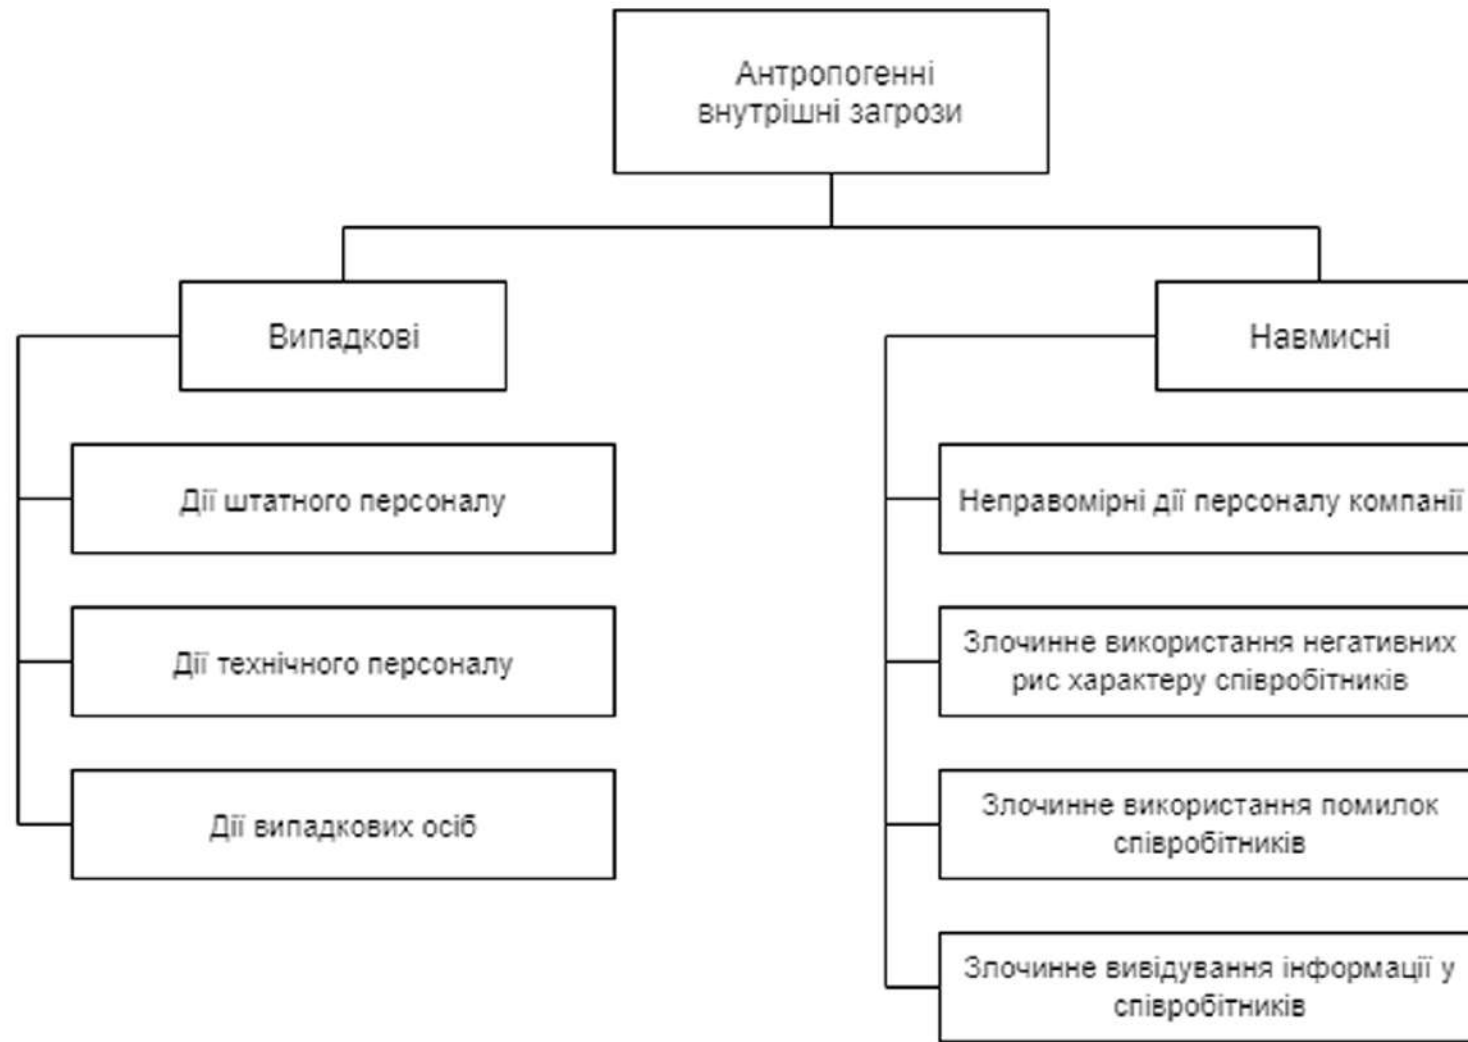 Антропогенні
внутрішні загрози
Випадкові
Дії штатного персоналу
Дії технічного персоналу
Дії випадкових осіб
Навмисні
Неправомірні дії персоналу компанії
Злочинне використання негативних
рис характеру співробітників
Злочинне використання помилок
співробітників
Злочинне вивідування інформації у
співробітників